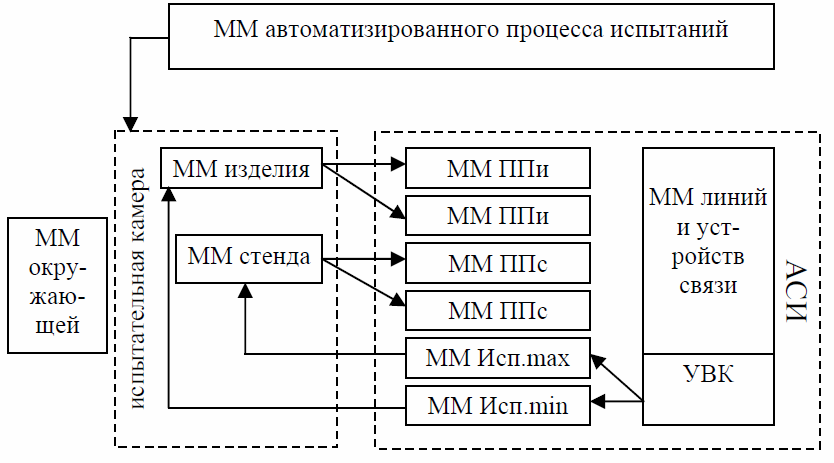 ММ автоматизированного процесса испытаний
испытательная камера
ММ изделия
ММ стенда
ММ
окру-
жаю-
щей
ММ ППи
ММ ППи
ММ ППс
ММ ППс
ММ Исп.max
ММ Исп.min
ММ линий
и уст-
ройств
связи
УВК
АСИ